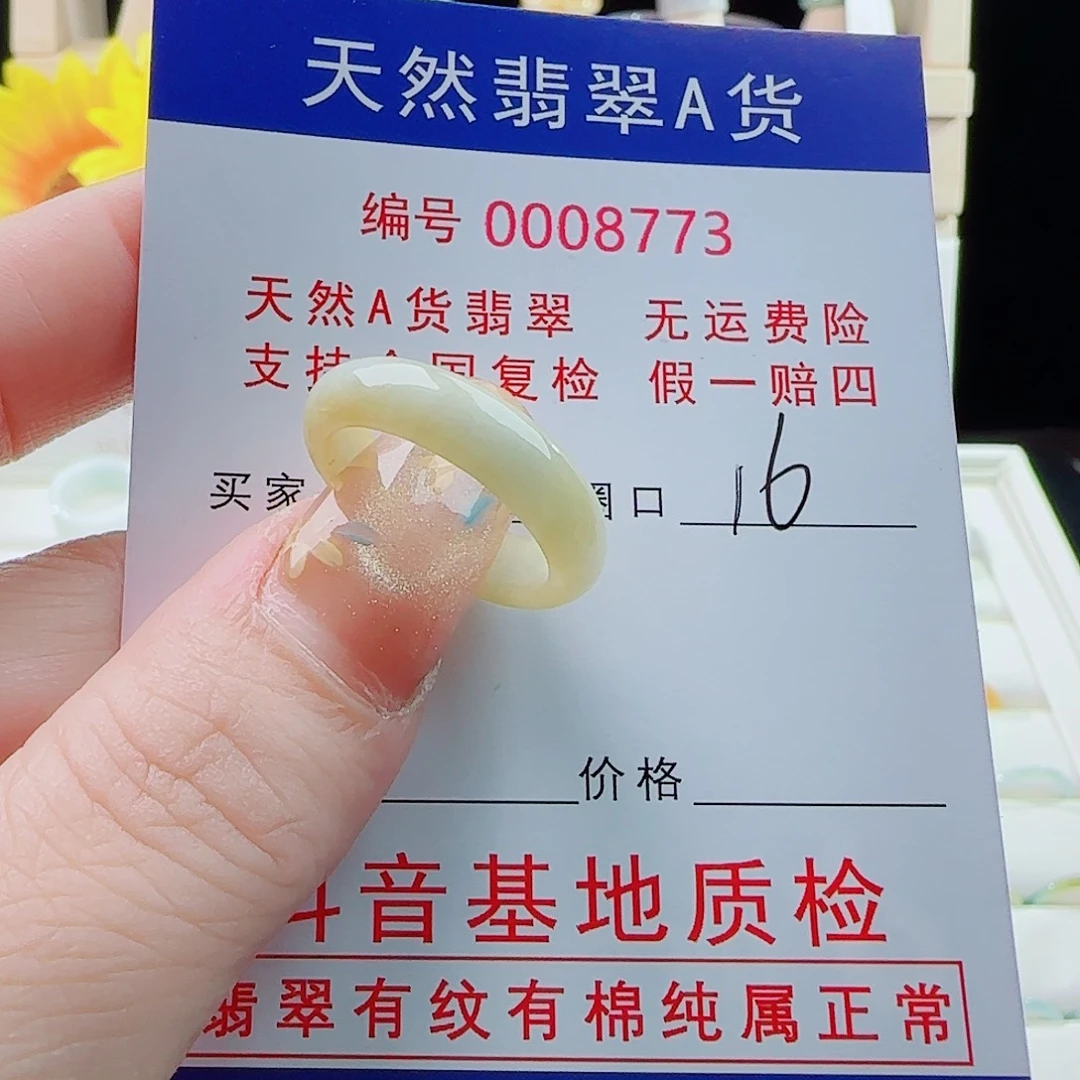 天然翡翠A货
编号 0008773
天然A货翡翠 无运费险
支持 国复检 假一赔四
买家 圈口 16
价格
音基地质检
翡翠有纹有棉纯属正常